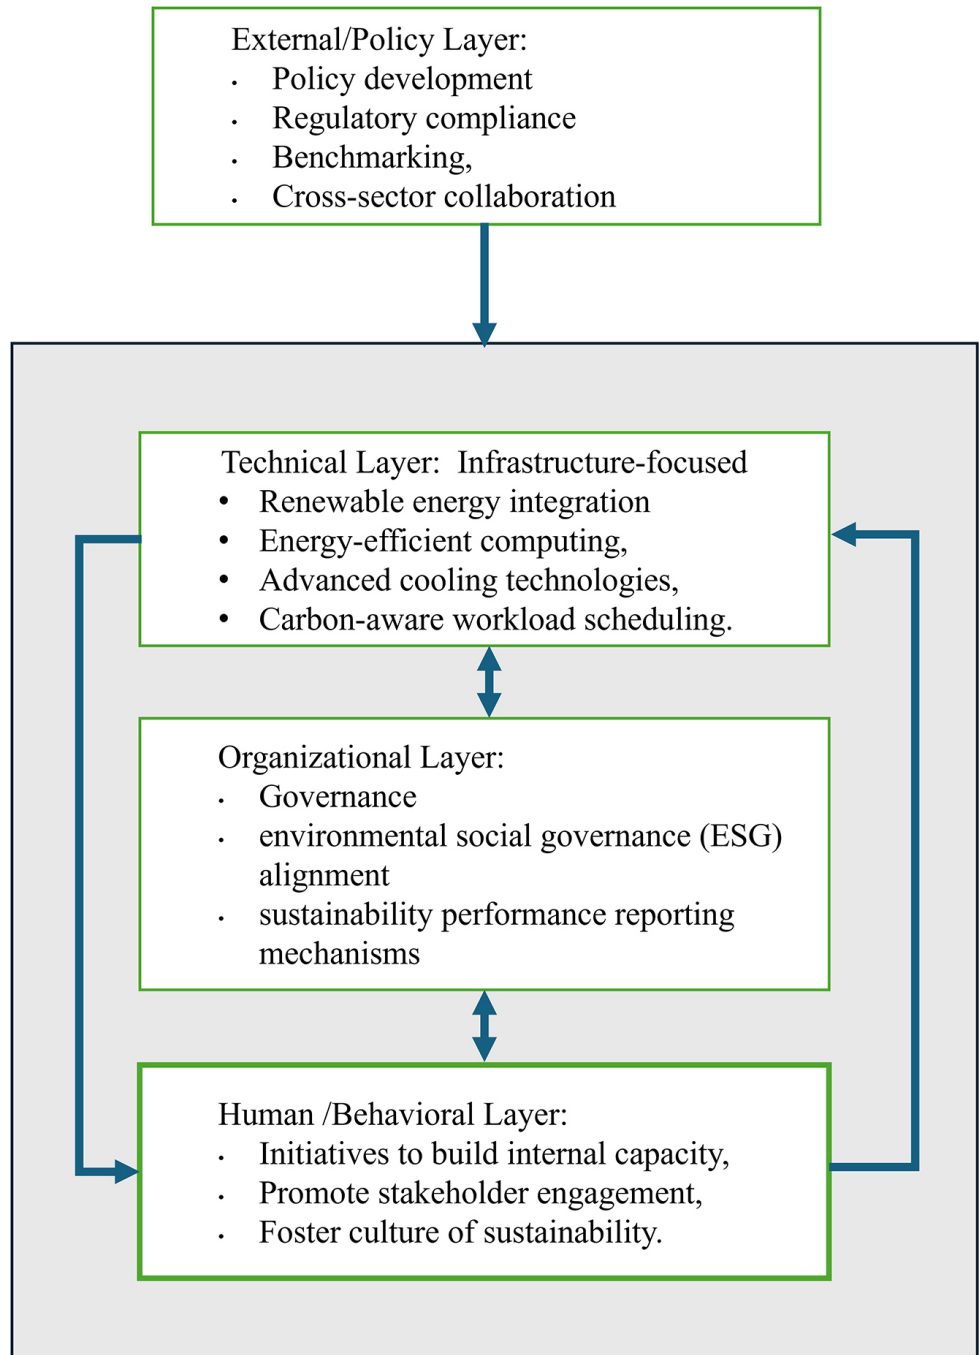 External/Policy Layer:
· Policy development
· Regulatory compliance
· Benchmarking,
· Cross-sector collaboration
Technical Layer:  Infrastructure-focused
• Renewable energy integration
• Energy-efficient computing,
• Advanced cooling technologies,
• Carbon-aware workload scheduling.
Organizational Layer:
· Governance
· environmental social governance (ESG)
alignment
· sustainability performance reporting
mechanisms
Human /Behavioral Layer:
· Initiatives to build internal capacity,
· Promote stakeholder engagement,
· Foster culture of sustainability.